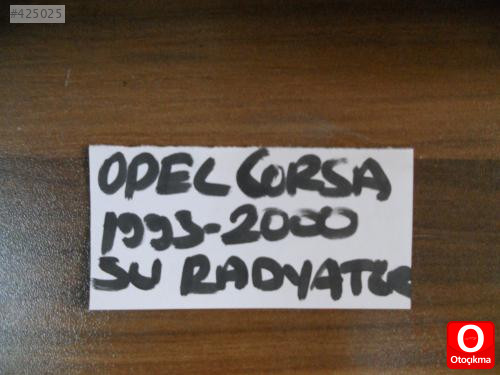 #425025
OPEL CORSA
1993-2000
SU RADYATÖR
O
Otoçıkma